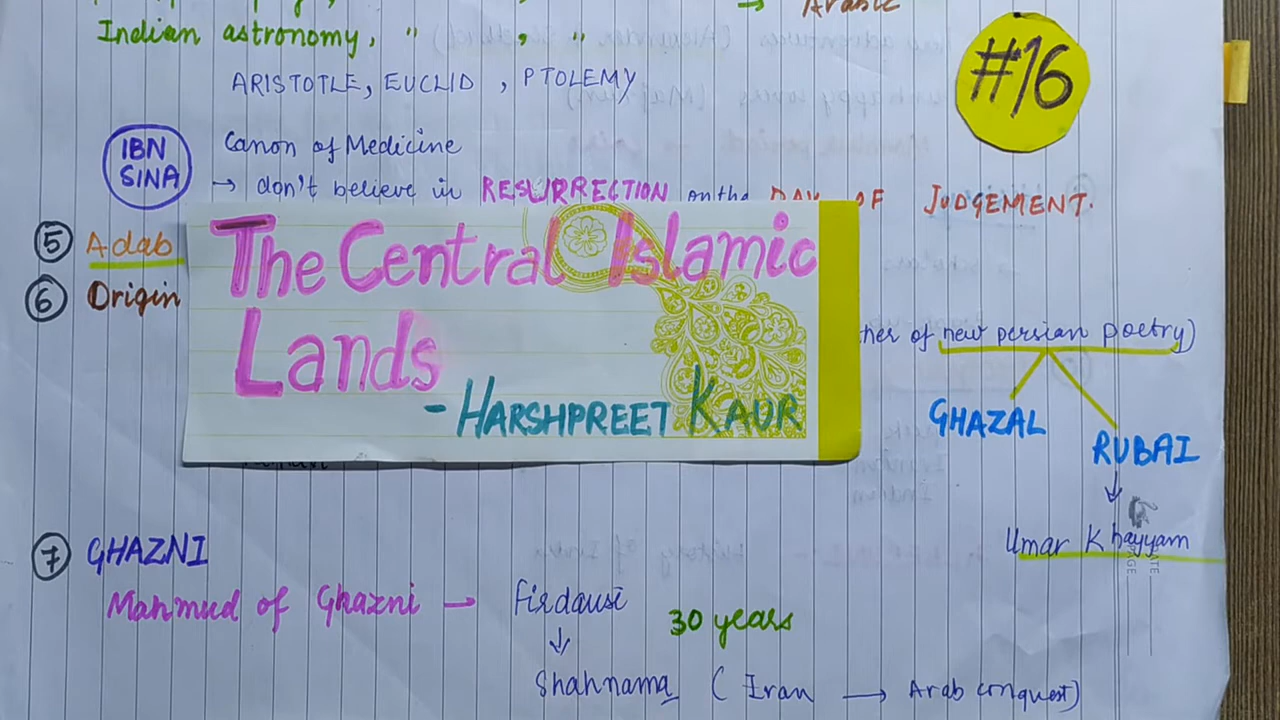 → Arabic
Indian astronomy, " , "
#16
ARISTOTLE, EUCLID , PTOLEMY
IBN SINA
Canon of Medicine
→ don't believe in RESURRECTION on the DAY OF JUDGEMENT.
⑤ Adab
⑥ Origin
The Central Islamic
Lands
- HARSHPREET KAUR
ther of new persian poetry)
GHAZAL
RUBAI
↓
Umar Khayyam
⑦ GHAZNI
Mahmud of Ghazni → Firdausi
30 years
↓
Shahnama ( Iran → Arab conquest)